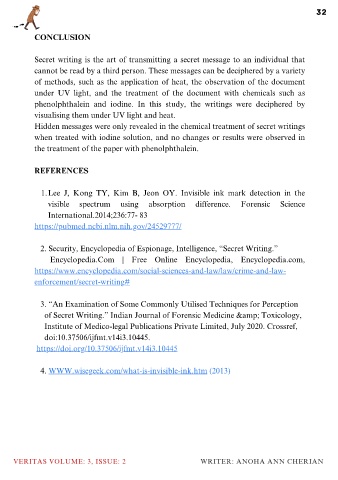 32
CONCLUSION
Secret writing is the art of transmitting a secret message to an individual that
cannot be read by a third person. These messages can be deciphered by a variety
of methods, such as the application of heat, the observation of the document
under UV light, and the treatment of the document with chemicals such as
phenolphthalein and iodine. In this study, the writings were deciphered by
visualising them under UV light and heat.
Hidden messages were only revealed in the chemical treatment of secret writings
when treated with iodine solution, and no changes or results were observed in
the treatment of the paper with phenolphthalein.
REFERENCES
1. Lee J, Kong TY, Kim B, Jeon OY. Invisible ink mark detection in the
visible spectrum using absorption difference. Forensic Science
International.2014;236:77- 83
https://pubmed.ncbi.nlm.nih.gov/24529777/
2. Security, Encyclopedia of Espionage, Intelligence, “Secret Writing.”
Encyclopedia.Com | Free Online Encyclopedia, Encyclopedia.com,
https://www.encyclopedia.com/social-sciences-and-law/law/crime-and-law-
enforcement/secret-writing#
3. “An Examination of Some Commonly Utilised Techniques for Perception
of Secret Writing.” Indian Journal of Forensic Medicine &amp; Toxicology,
Institute of Medico-legal Publications Private Limited, July 2020. Crossref,
doi:10.37506/ijfmt.v14i3.10445.
https://doi.org/10.37506/ijfmt.v14i3.10445
4. WWW.wisegeek.com/what-is-invisible-ink.htm (2013)
VERITAS VOLUME: 3, ISSUE: 2 WRITER: ANOHA ANN CHERIAN